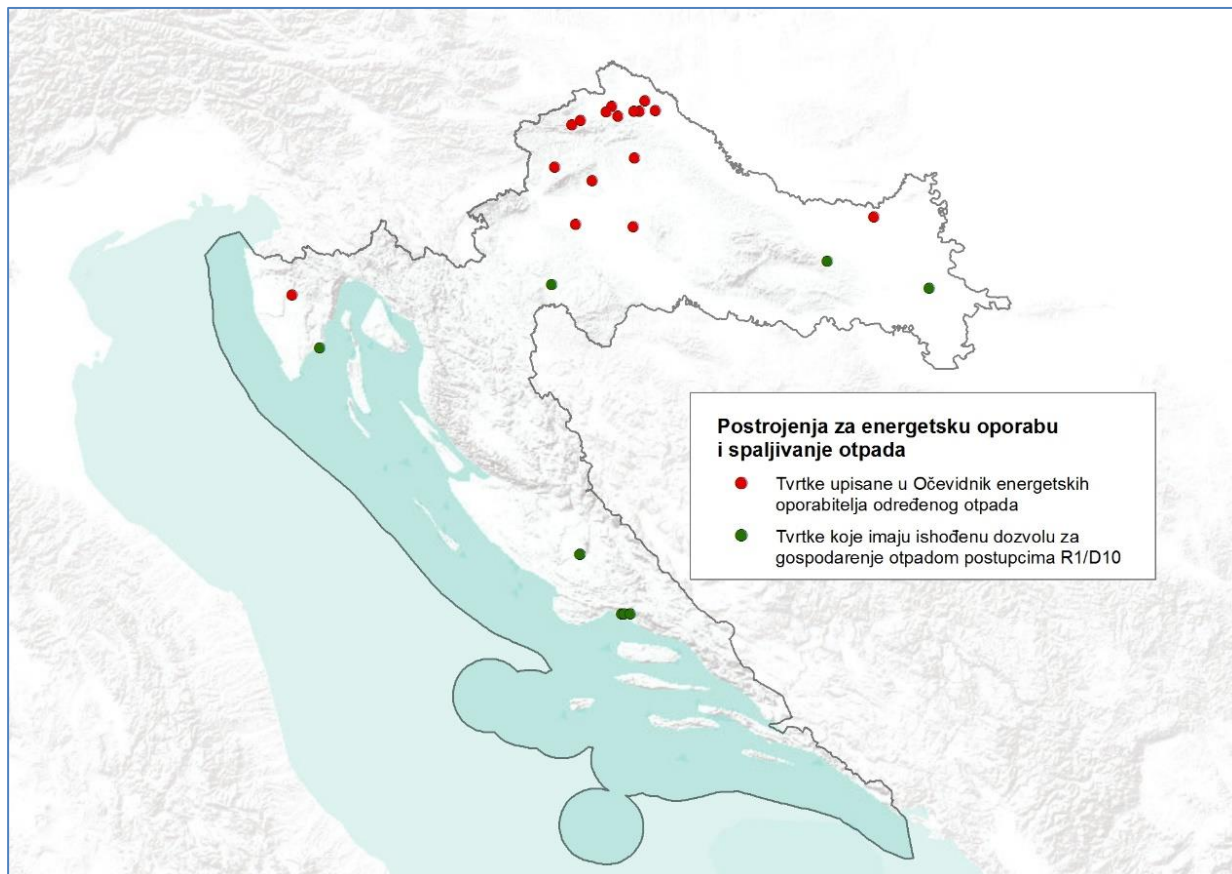 Postrojenja za energetsku oporabu
i spaljivanje otpada
Tvrtke upisane u Očevidnik energetskih
oporabitelja određenog otpada
Tvrtke koje imaju ishođenu dozvolu za
gospodarenje otpadom postupcima R1/D10